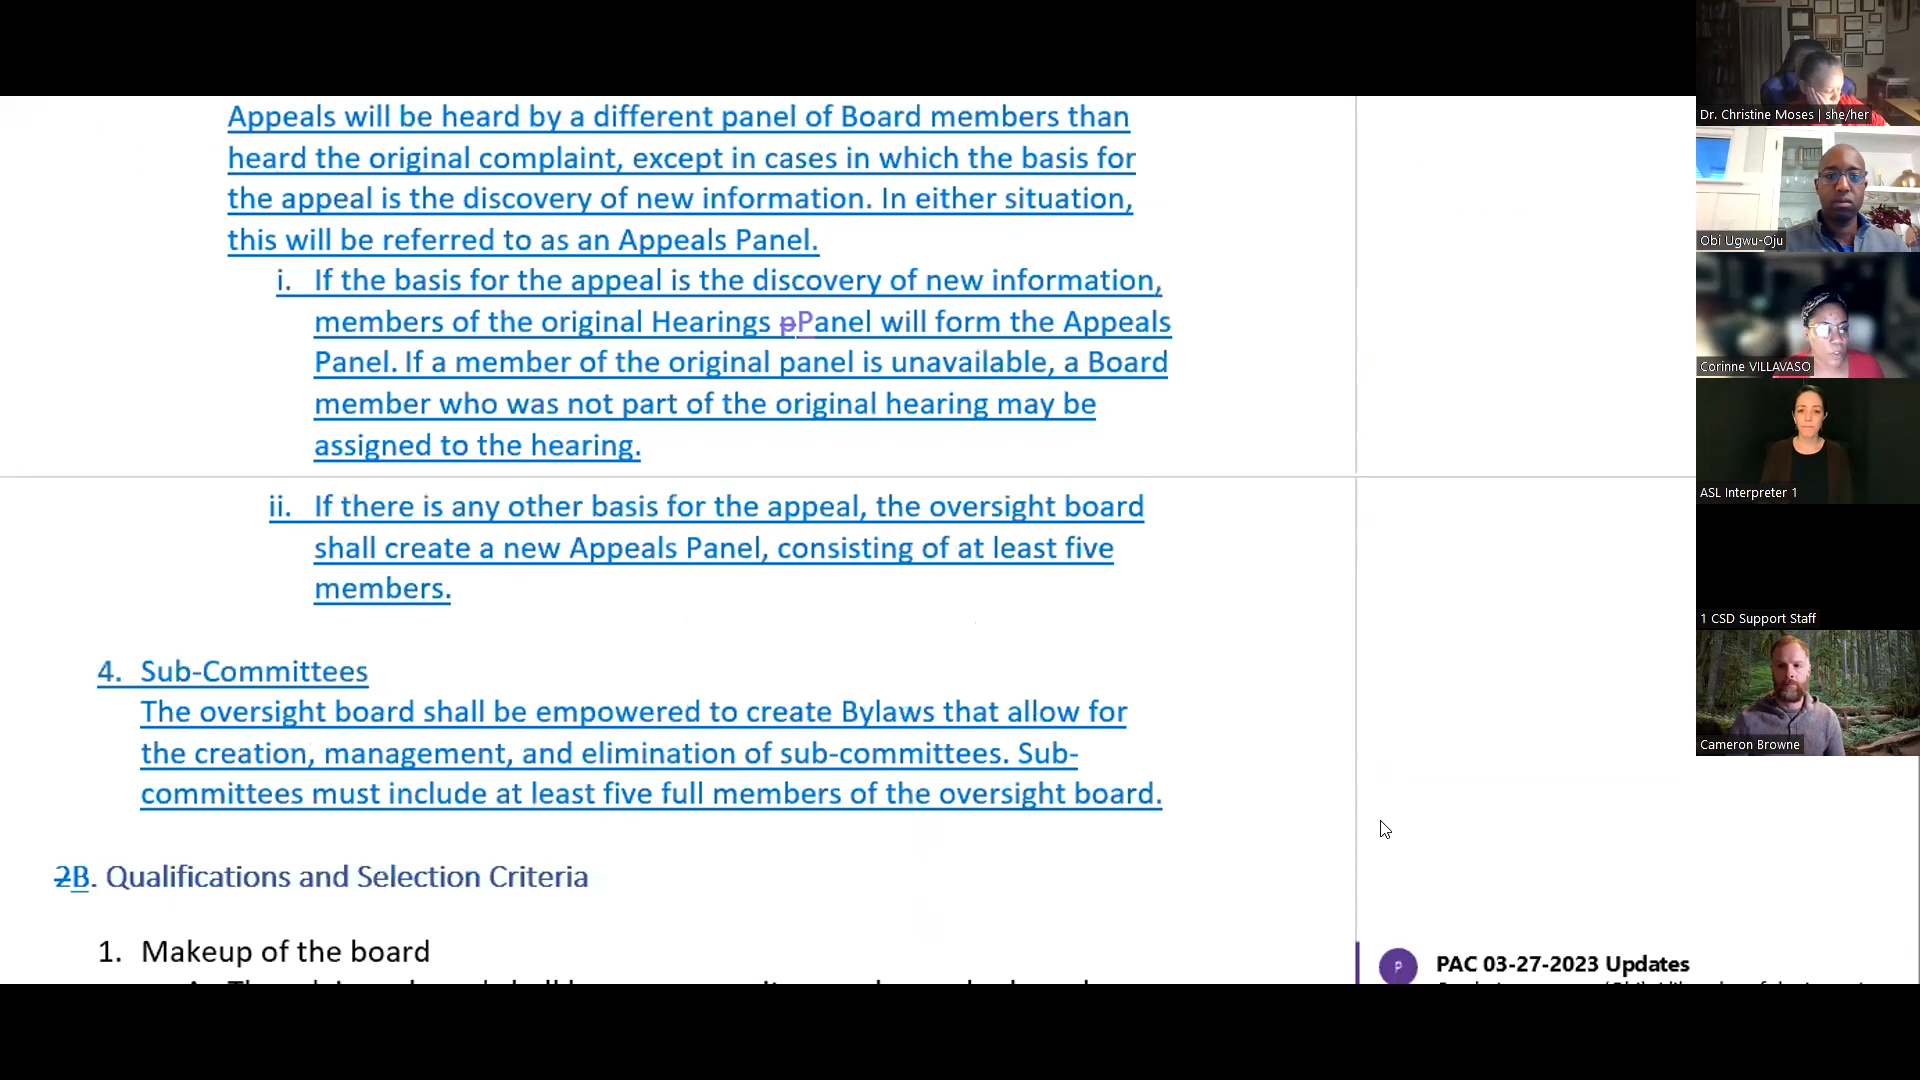 Appeals will be heard by a different panel of Board members than
heard the original complaint, except in cases in which the basis for
the appeal is the discovery of new information. In either situation,
this will be referred to as an Appeals Panel.
i. If the basis for the appeal is the discovery of new information,
members of the original Hearings pPanel will form the Appeals
Panel. If a member of the original panel is unavailable, a Board
member who was not part of the original hearing may be
assigned to the hearing.
ii. If there is any other basis for the appeal, the oversight board
shall create a new Appeals Panel, consisting of at least five
members.
4. Sub-Committees
The oversight board shall be empowered to create Bylaws that allow for
the creation, management, and elimination of sub-committees. Sub-
committees must include at least five full members of the oversight board.
2B. Qualifications and Selection Criteria
1. Makeup of the board
P PAC 03-27-2023 Updates
Dr. Christine Moses | she/her
Obi Ugwu-Oju
Corinne VILLAVASO
ASL Interpreter 1
1 CSD Support Staff
Cameron Browne